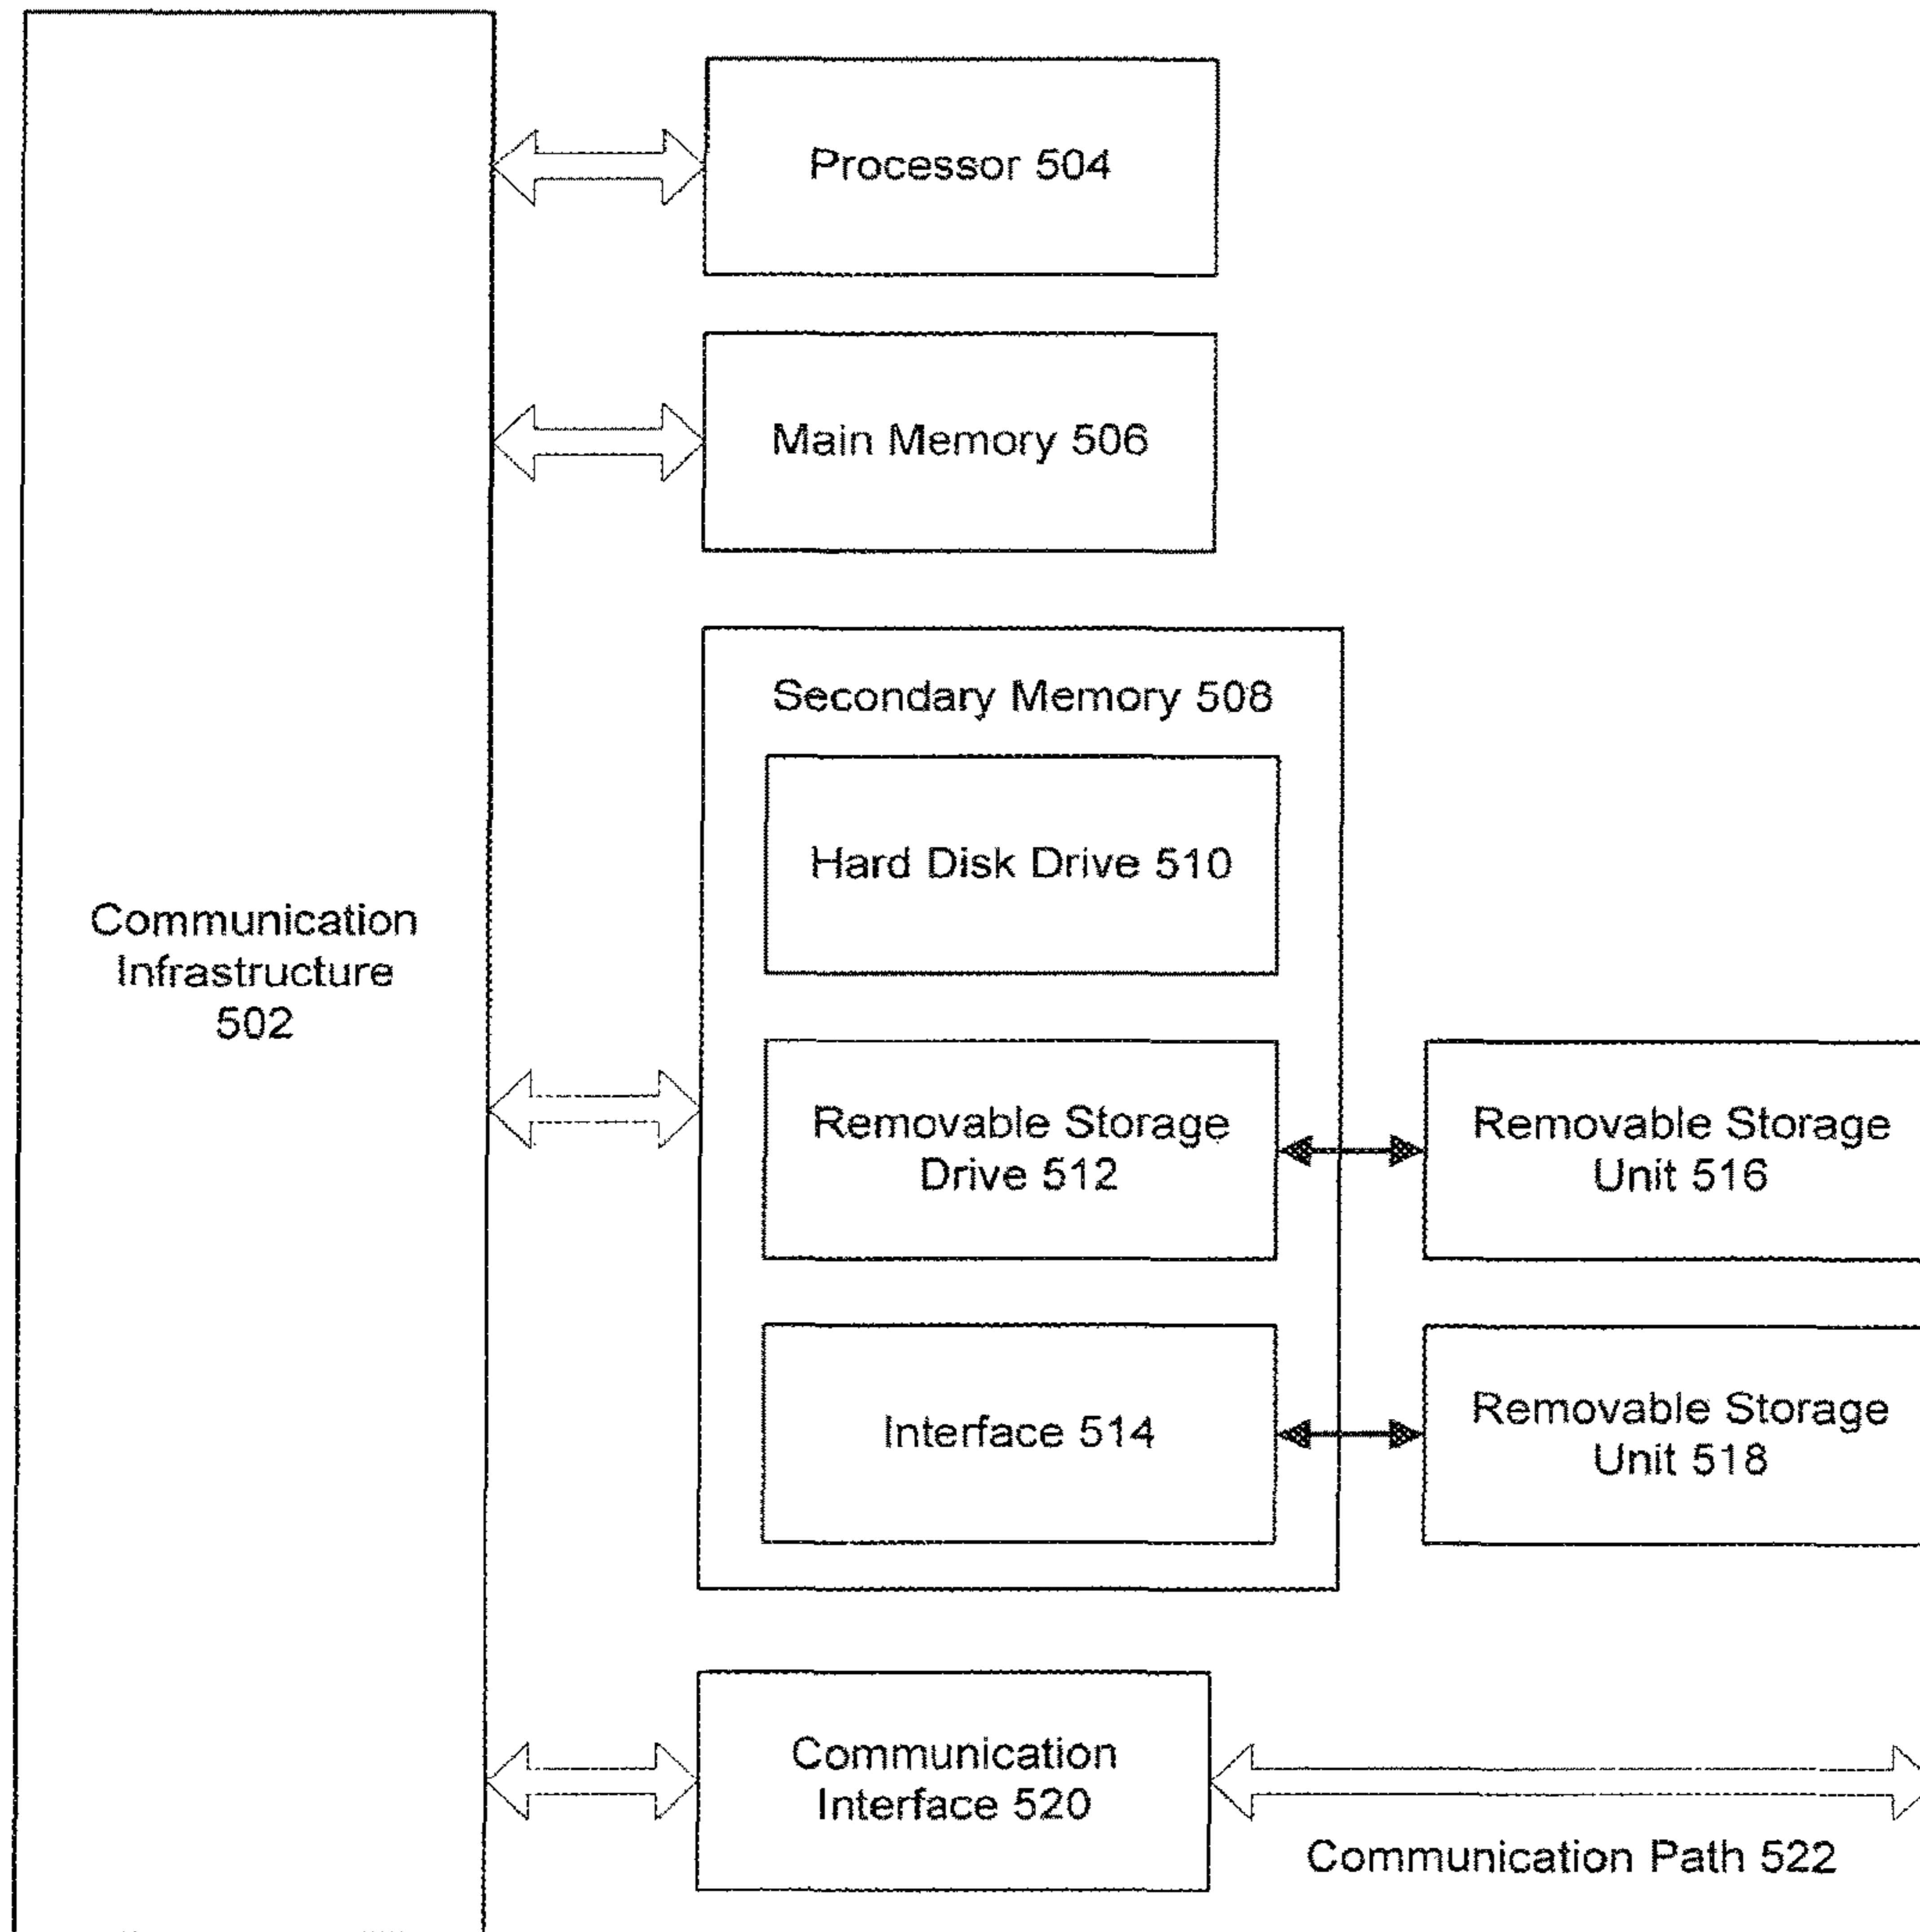 Processor 504
Main Memory 506
Secondary Memory 508
Hard Disk Drive 510
Communication
Infrastructure
502
Removable Storage
Drive 512
Removable Storage
Unit 516
Interface 514
Removable Storage
Unit 518
Communication
Interface 520
Communication Path 522